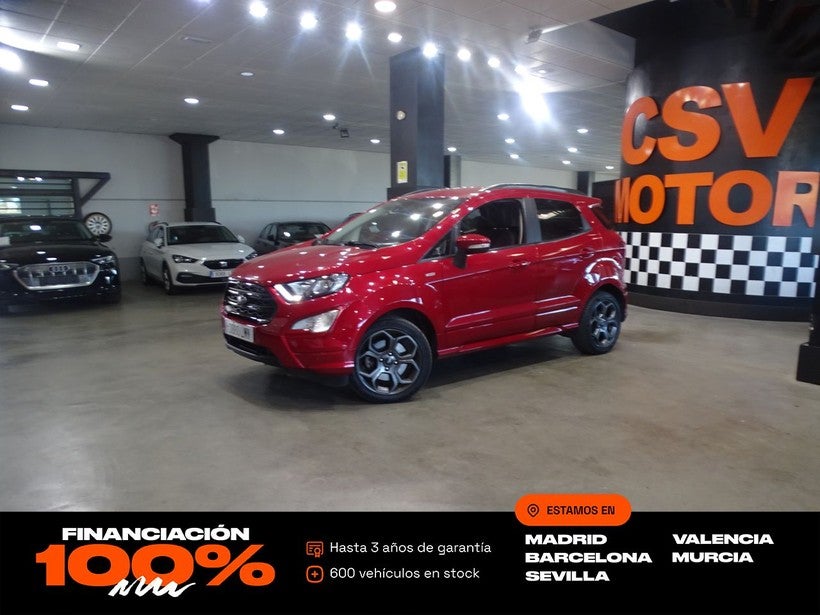 CSV
MOTOR
FINANCIACIÓN
100%
Hasta 3 años de garantía
600 vehículos en stock
ESTAMOS EN
MADRID
BARCELONA
SEVILLA
VALENCIA
MURCIA